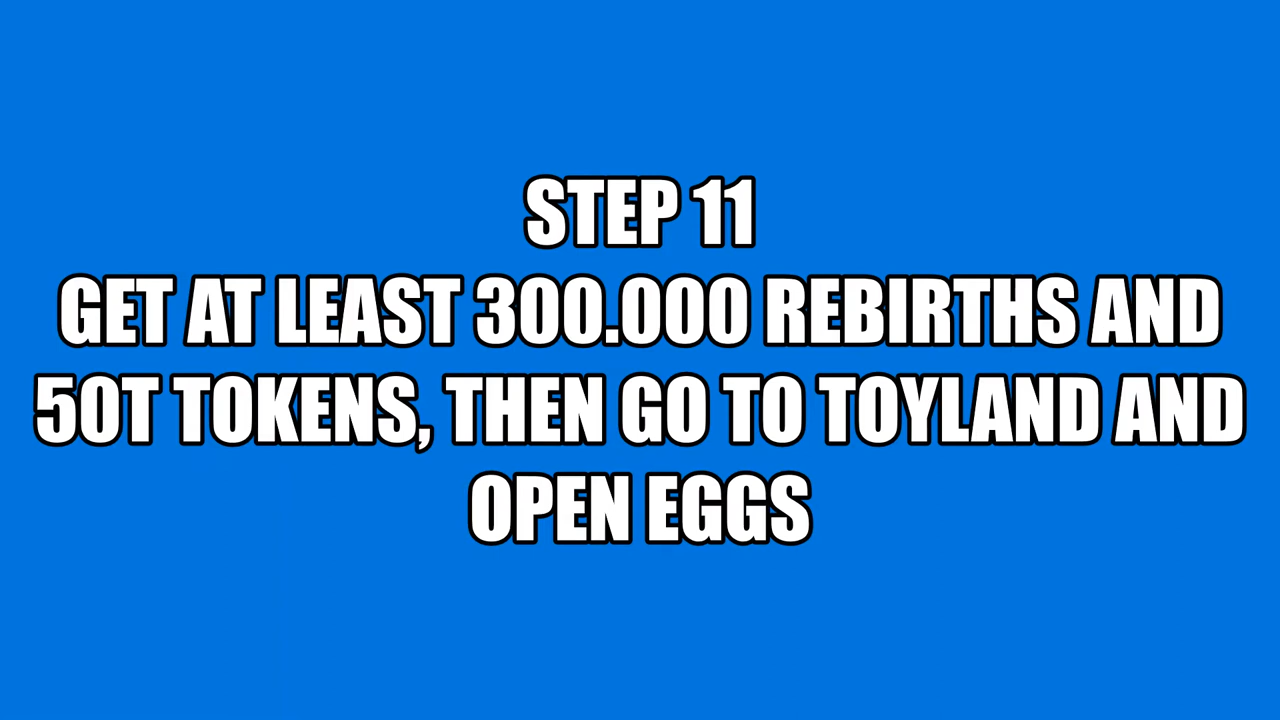 STEP 11
GET AT LEAST 300.000 REBIRTHS AND
50T TOKENS, THEN GO TO TOYLAND AND
OPEN EGGS